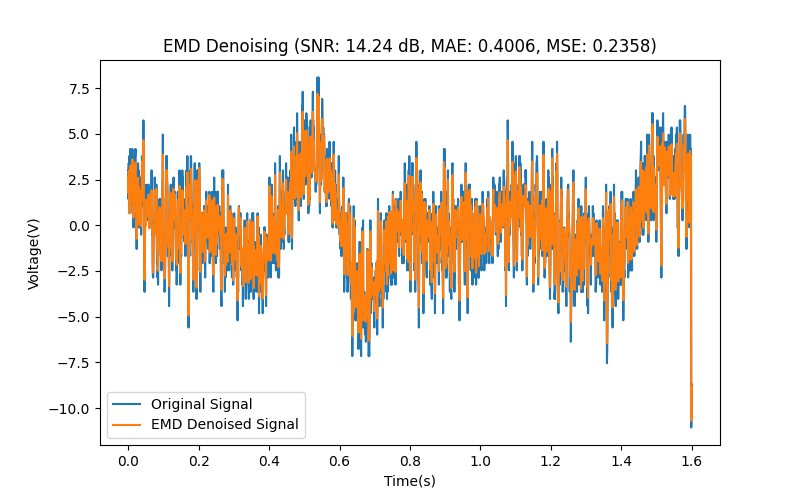 EMD Denoising (SNR: 14.24 dB, MAE: 0.4006, MSE: 0.2358)
7.5
5.0
2.5
0.0
−2.5
−5.0
−7.5
−10.0
Voltage(V)
Original Signal
EMD Denoised Signal
0.0 0.2 0.4 0.6 0.8 1.0 1.2 1.4 1.6
Time(s)